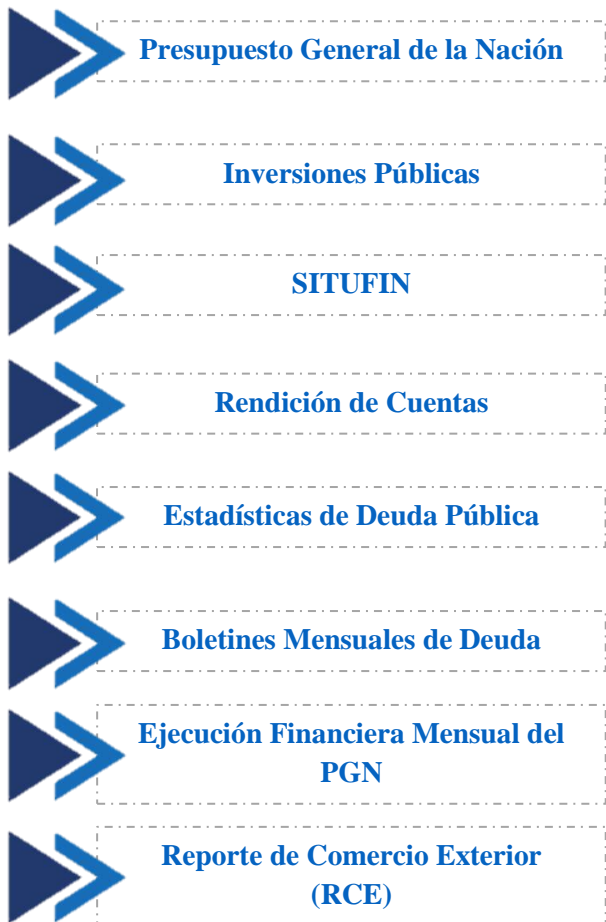 Presupuesto General de la Nación
Inversiones Públicas
SITUFIN
Rendición de Cuentas
Estadísticas de Deuda Pública
Boletines Mensuales de Deuda
Ejecución Financiera Mensual del
PGN
Reporte de Comercio Exterior
(RCE)